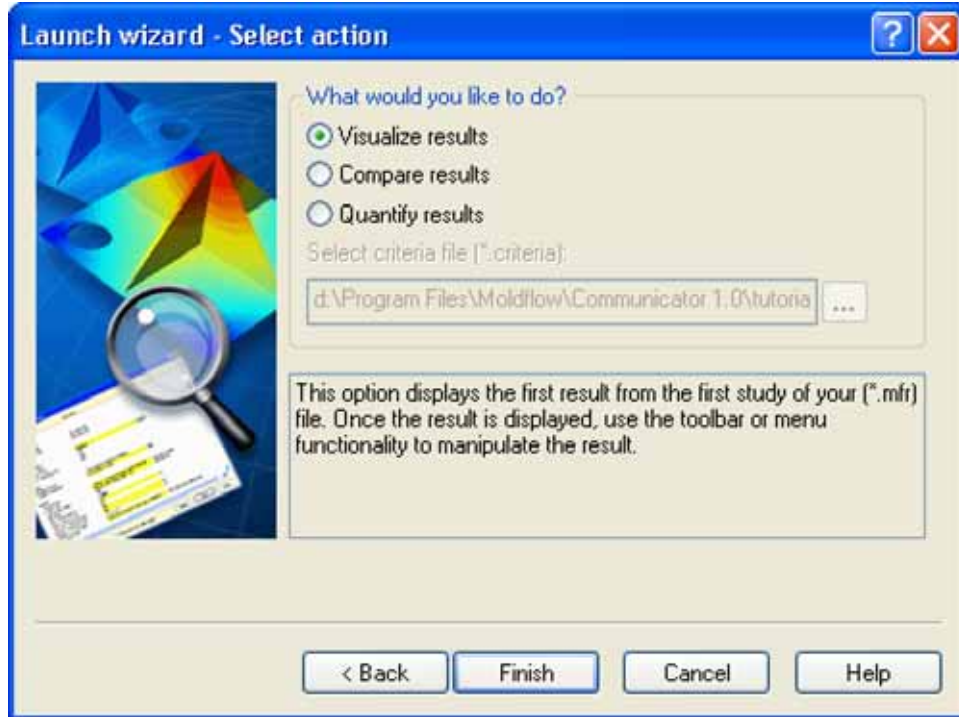 Launch wizard - Select action
What would you like to do?
Visualize results
Compare results
Quantify results
Select criteria file (*.criteria):
d:\Program Files\Moldflow\Communicator 1.0\tutoria
...
This option displays the first result from the first study of your (*.mfr)
file. Once the result is displayed, use the toolbar or menu
functionality to manipulate the result.
< Back
Finish
Cancel
Help